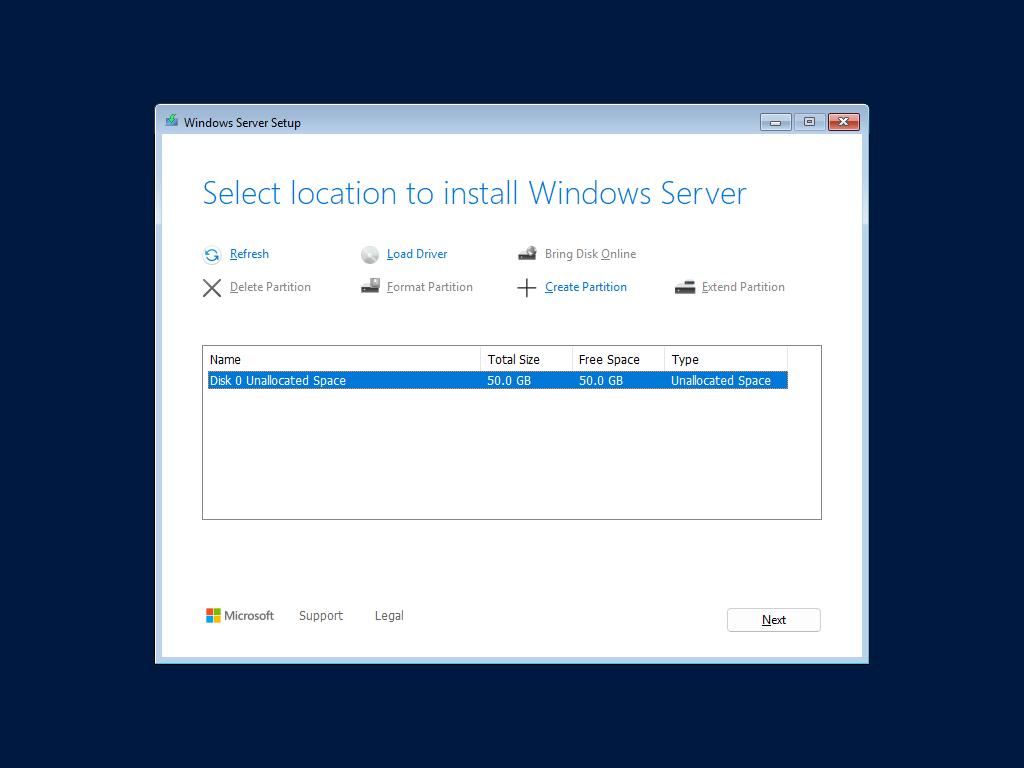 Windows Server Setup
Select location to install Windows Server
Refresh Load Driver Bring Disk Online
Delete Partition Format Partition Create Partition Extend Partition
Name Total Size Free Space Type
Disk 0 Unallocated Space 50.0 GB 50.0 GB Unallocated Space
Microsoft Support Legal Next